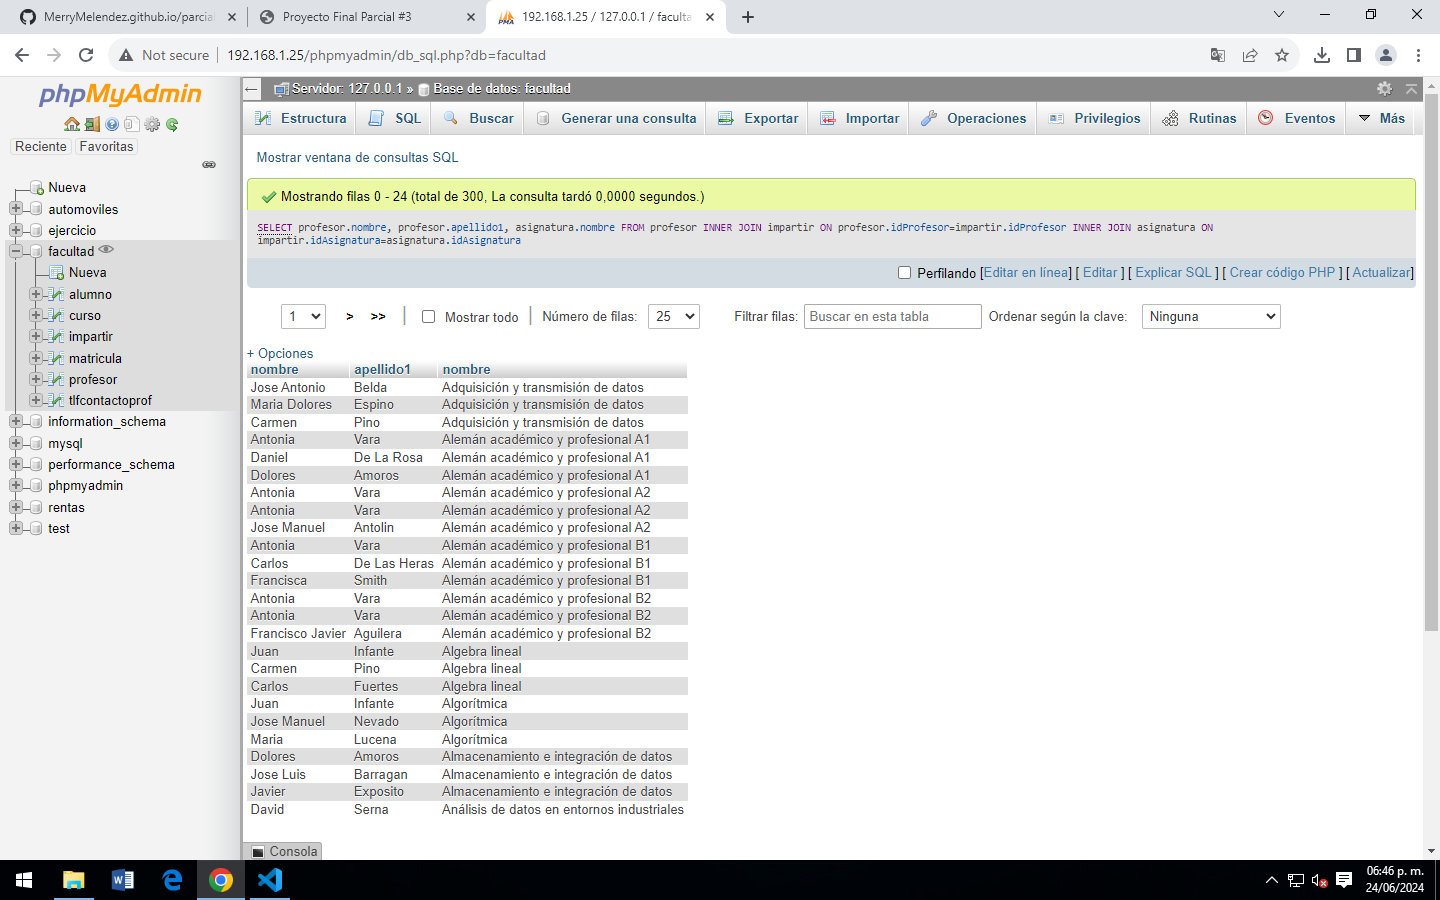 MerryMelendez.github.io/parcia
Proyecto Final Parcial #3
192.168.1.25 / 127.0.0.1 / faculta
Not secure
192.168.1.25/phpmyadmin/db_sql.php?db=facultad
phpMyAdmin
Reciente
Favoritas
Nueva
automoviles
ejercicio
facultad
Nueva
alumno
curso
impartir
matricula
profesor
tlfcontactoprof
information_schema
mysql
performance_schema
phpmyadmin
rentas
test
Servidor: 127.0.0.1 » Base de datos: facultad
Estructura
SQL
Buscar
Generar una consulta
Exportar
Importar
Operaciones
Privilegios
Rutinas
Eventos
Más
Mostrar ventana de consultas SQL
Mostrando filas 0 - 24 (total de 300, La consulta tardó 0,0000 segundos.)
SELECT profesor.nombre, profesor.apellido1, asignatura.nombre FROM profesor INNER JOIN impartir ON profesor.idProfesor=impartir.idProfesor INNER JOIN asignatura ON
impartir.idAsignatura=asignatura.idAsignatura
Perfilando [Editar en línea] [ Editar ] [ Explicar SQL ] [ Crear código PHP ] [ Actualizar]
1 > >> Mostrar todo Número de filas: 25 Filtrar filas: Buscar en esta tabla Ordenar según la clave: Ninguna
+ Opciones
nombre apellido1 nombre
Jose Antonio Belda Adquisición y transmisión de datos
Maria Dolores Espino Adquisición y transmisión de datos
Carmen Pino Adquisición y transmisión de datos
Antonia Vara Alemán académico y profesional A1
Daniel De La Rosa Alemán académico y profesional A1
Dolores Amoros Alemán académico y profesional A1
Antonia Vara Alemán académico y profesional A2
Antonia Vara Alemán académico y profesional A2
Jose Manuel Antolin Alemán académico y profesional A2
Antonia Vara Alemán académico y profesional B1
Carlos De Las Heras Alemán académico y profesional B1
Francisca Smith Alemán académico y profesional B1
Antonia Vara Alemán académico y profesional B2
Antonia Vara Alemán académico y profesional B2
Francisco Javier Aguilera Alemán académico y profesional B2
Juan Infante Algebra lineal
Carmen Pino Algebra lineal
Carlos Fuertes Algebra lineal
Juan Infante Algorítmica
Jose Manuel Nevado Algorítmica
Maria Lucena Algorítmica
Dolores Amoros Almacenamiento e integración de datos
Jose Luis Barragan Almacenamiento e integración de datos
Javier Exposito Almacenamiento e integración de datos
David Serna Análisis de datos en entornos industriales
Consola
06:46 p. m.
24/06/2024